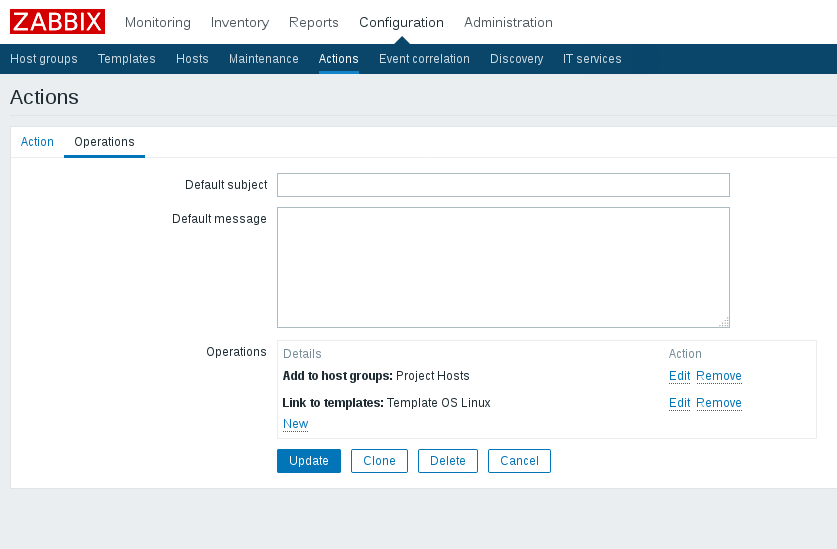 ZABBIX Monitoring Inventory Reports Configuration Administration
Host groups Templates Hosts Maintenance Actions Event correlation Discovery IT services
Actions
Action Operations
Default subject
Default message
Operations Details Action
Add to host groups: Project Hosts Edit Remove
Link to templates: Template OS Linux Edit Remove
New
Update Clone Delete Cancel